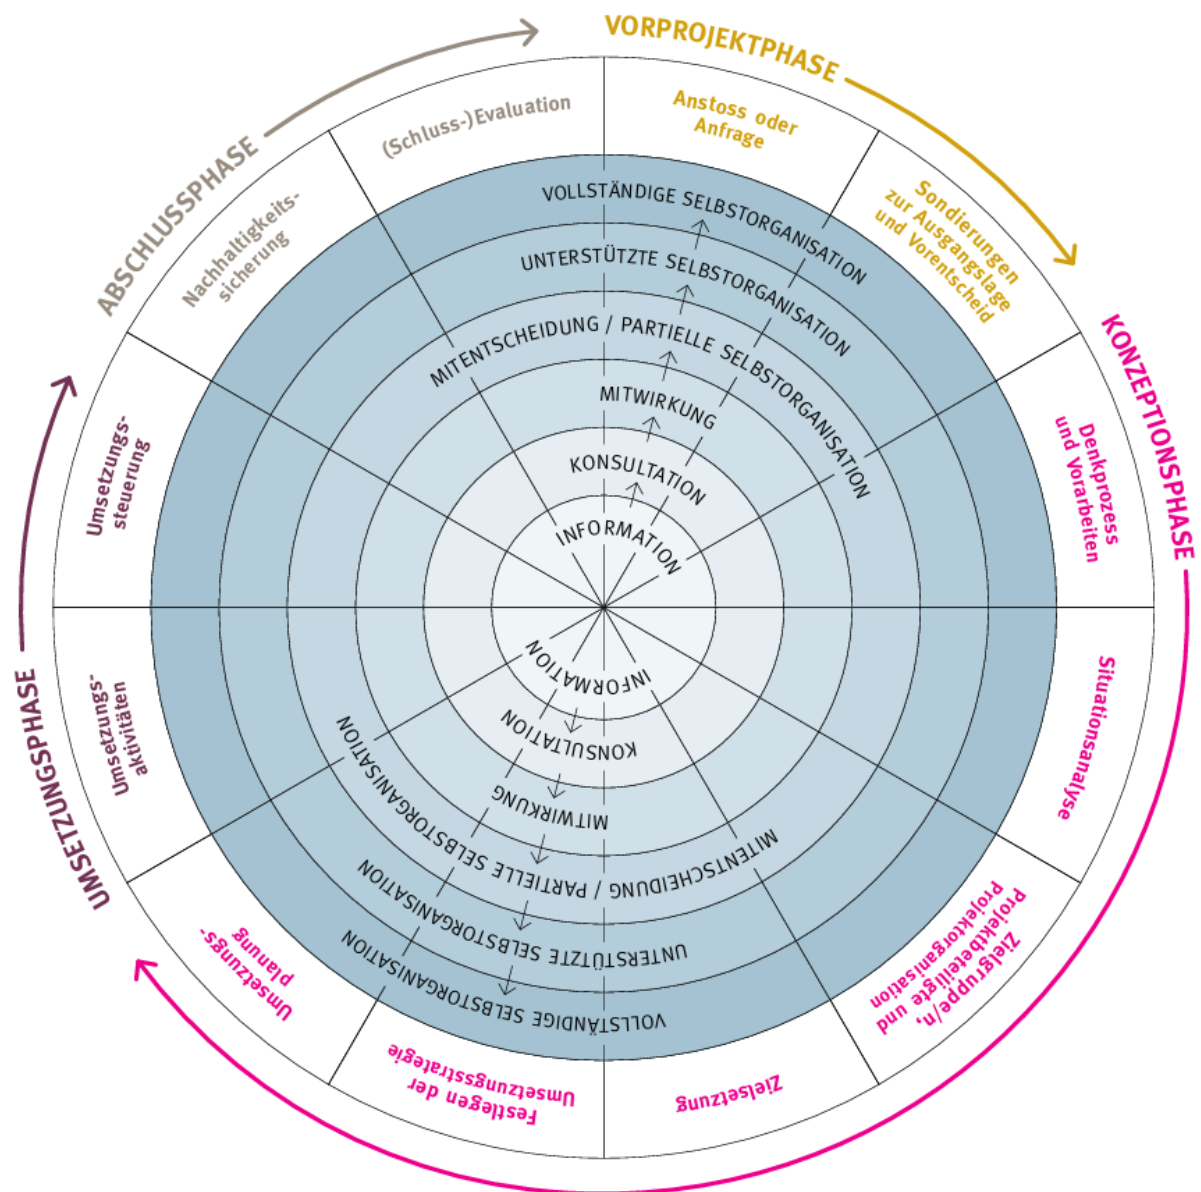 VORPROJEKTPHASE
Anstoss oder
Anfrage
Sondierungen
zur Ausgangslage
und Vorentscheid
KONZEPTIONSPHASE
Denkprozess
und Vorarbeiten
Situationsanalyse
Zielgruppe/n,
Projektbeteiligte und
Projektorganisation
Zielsetzung
Festlegen der
Umsetzungsstrategie
Umsetzungs-
planung
UMSETZUNGSPHASE
Umsetzungs-
aktivitäten
Umsetzungs-
steuerung
ABSCHLUSSPHASE
Nachhaltigkeits-
sicherung
(Schluss-)Evaluation
VOLLSTÄNDIGE SELBSTORGANISATION
UNTERSTÜTZTE SELBSTORGANISATION
MITENTSCHEIDUNG / PARTIELLE SELBSTORGANISATION
MITWIRKUNG
KONSULTATION
INFORMATION
INFORMATION
KONSULTATION
MITWIRKUNG
MITENTSCHEIDUNG / PARTIELLE SELBSTORGANISATION
UNTERSTÜTZTE SELBSTORGANISATION
VOLLSTÄNDIGE SELBSTORGANISATION